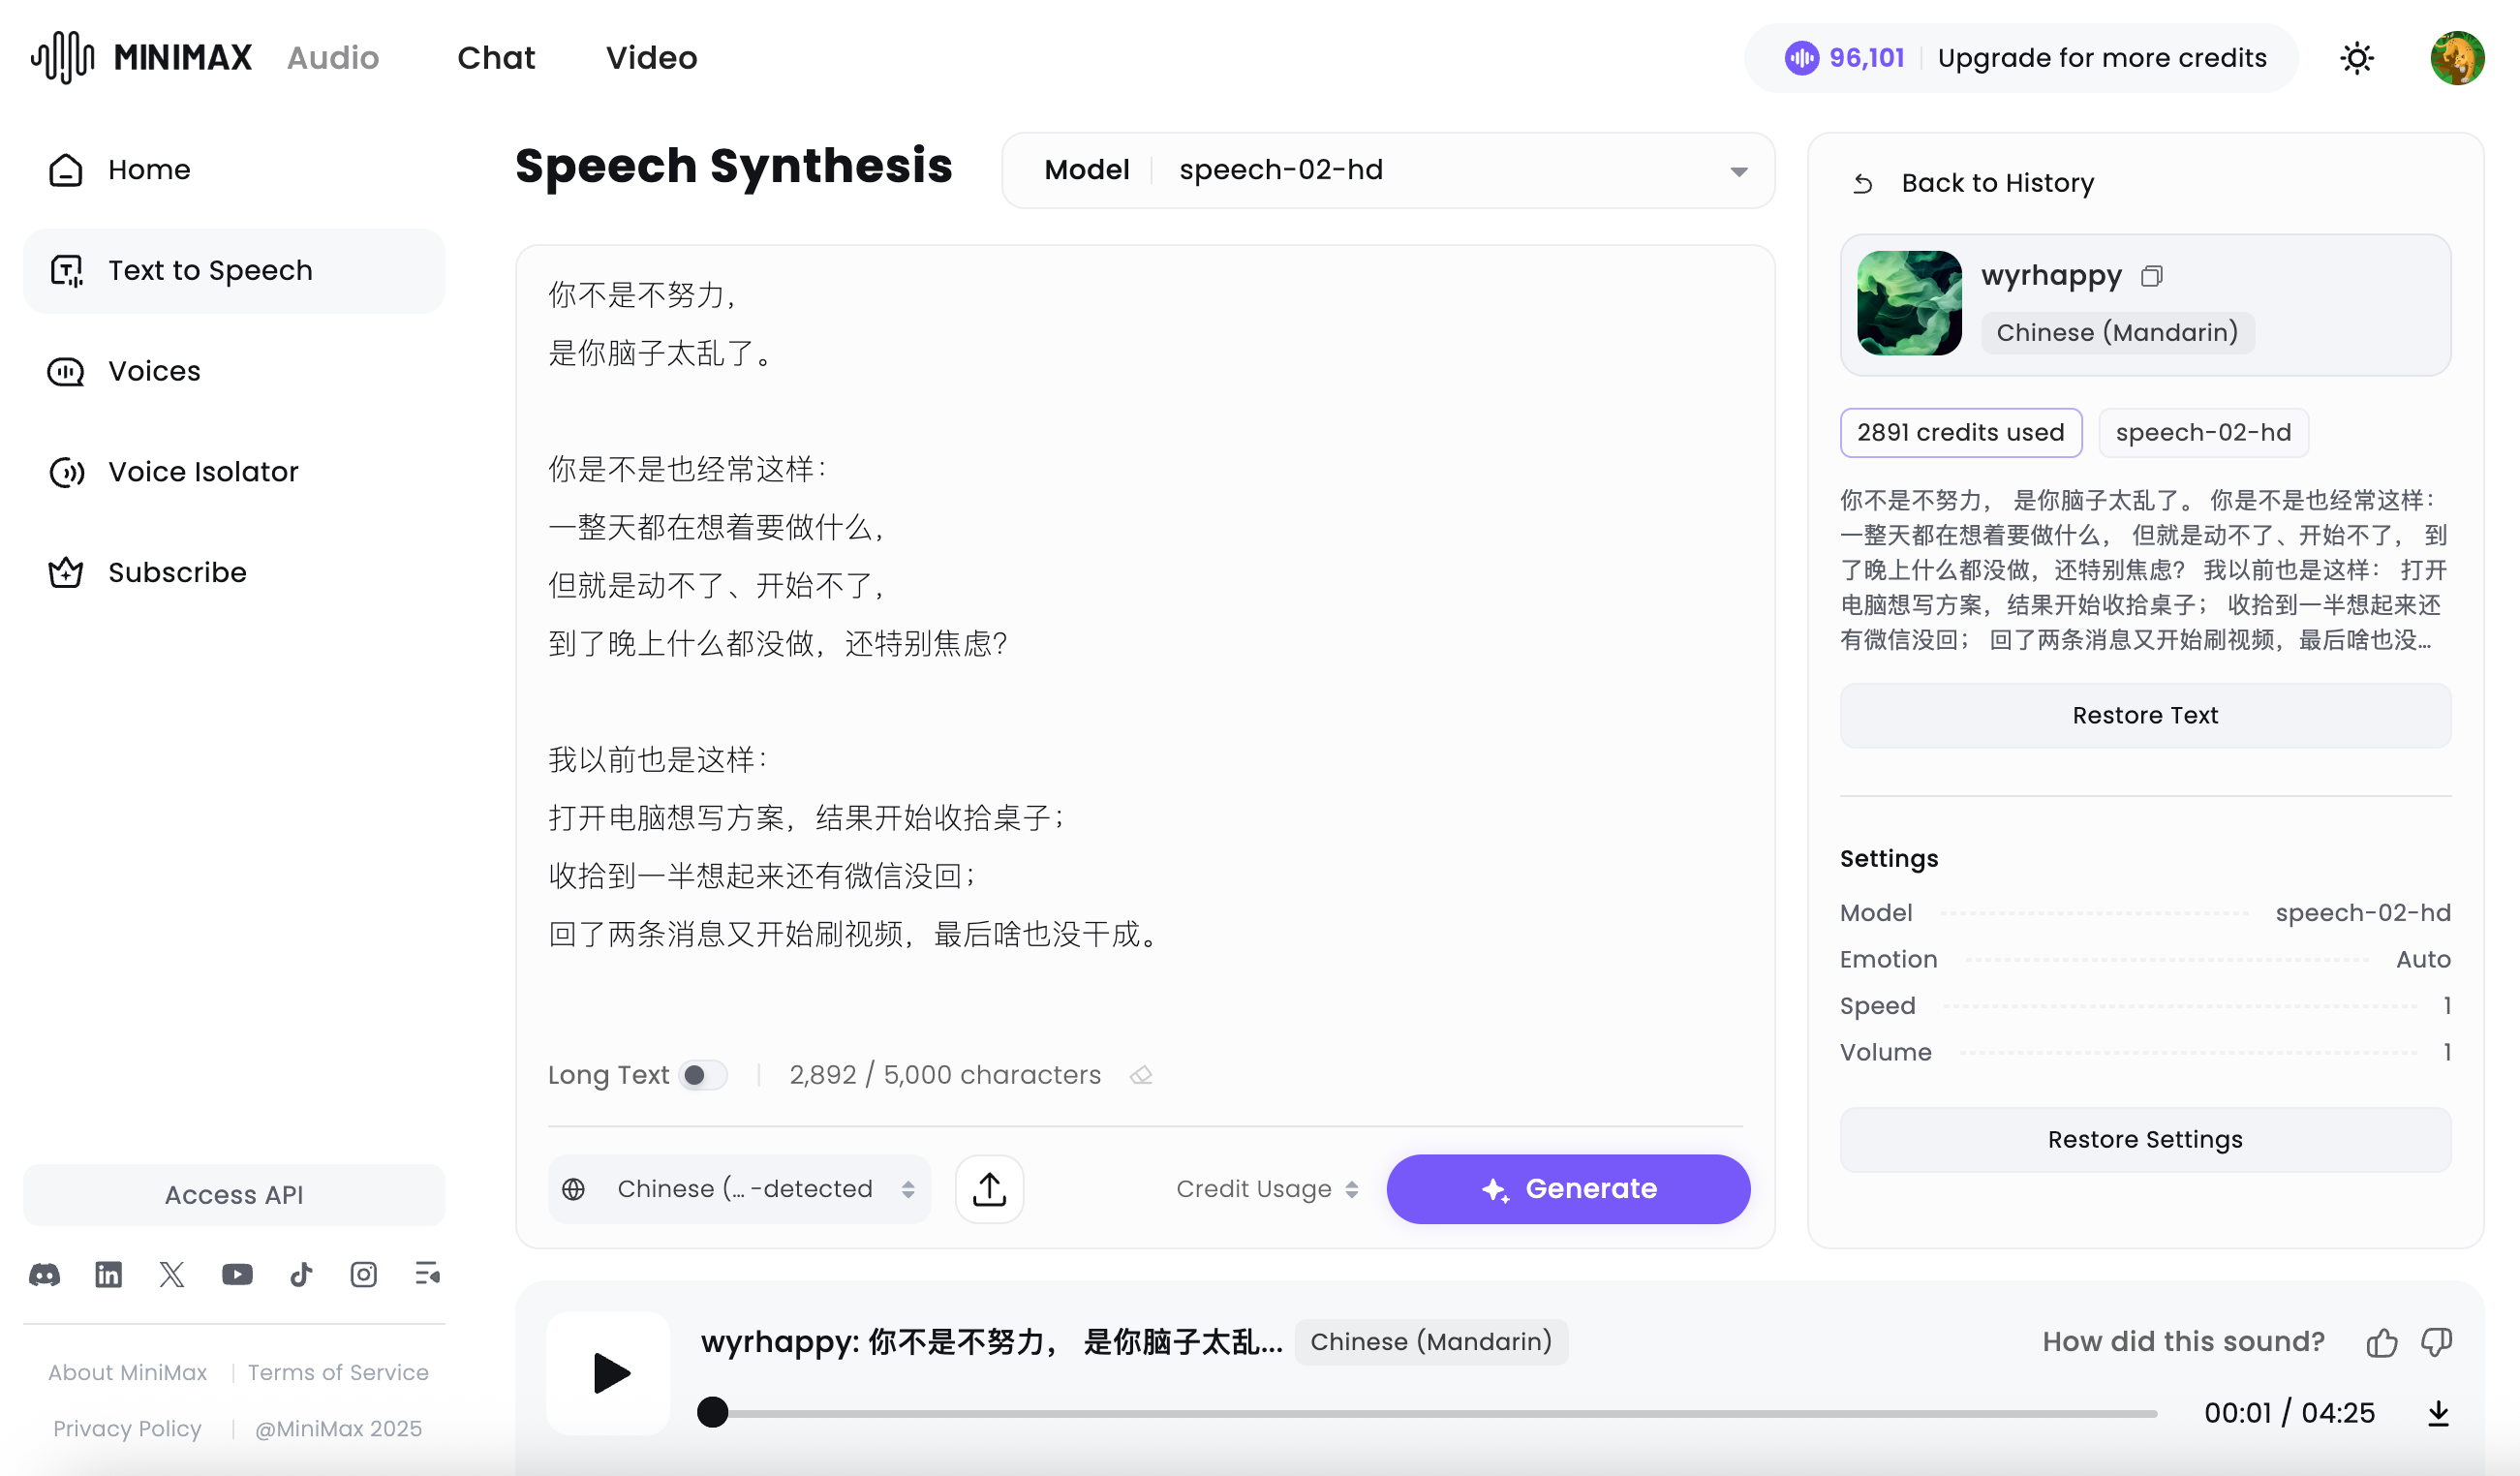 MINIMAX
Audio
Chat
Video
96,101
Upgrade for more credits
Home
Text to Speech
Voices
Voice Isolator
Subscribe
Access API
About MiniMax
Terms of Service
Privacy Policy
@MiniMax 2025
Speech Synthesis
Model
speech-02-hd
你不是不努力，
是你脑子太乱了。
你是不是也经常这样：
一整天都在想着要做什么，
但就是动不了、开始不了，
到了晚上什么都没做，还特别焦虑？
我以前也是这样：
打开电脑想写方案，结果开始收拾桌子；
收拾到一半想起来还有微信没回；
回了两条消息又开始刷视频，最后啥也没干成。
Long Text
2,892 / 5,000 characters
Chinese (... -detected
Credit Usage
Generate
Back to History
wyrhappy
Chinese (Mandarin)
2891 credits used
speech-02-hd
你不是不努力， 是你脑子太乱了。 你是不是也经常这样：
一整天都在想着要做什么， 但就是动不了、开始不了， 到
了晚上什么都没做，还特别焦虑？ 我以前也是这样： 打开
电脑想写方案，结果开始收拾桌子； 收拾到一半想起来还
有微信没回； 回了两条消息又开始刷视频，最后啥也没...
Restore Text
Settings
Model speech-02-hd
Emotion Auto
Speed 1
Volume 1
Restore Settings
wyrhappy: 你不是不努力， 是你脑子太乱...
Chinese (Mandarin)
How did this sound?
00:01 / 04:25